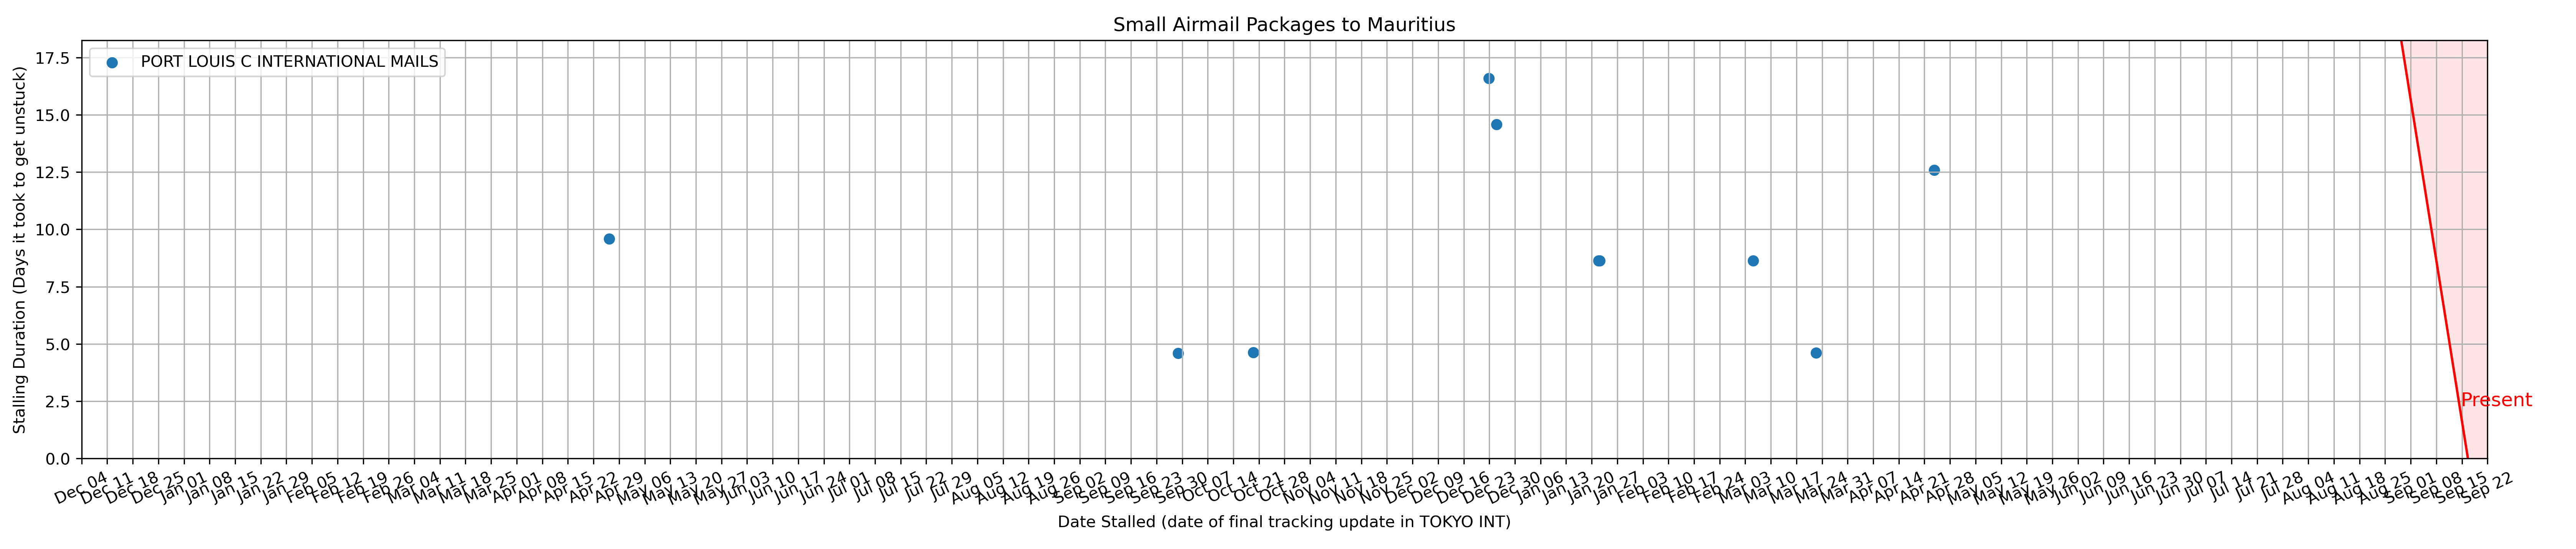 Small Airmail Packages to Mauritius
PORT LOUIS C INTERNATIONAL MAILS
Stalling Duration (Days it took to get unstuck)
17.5
15.0
12.5
10.0
7.5
5.0
2.5
0.0
Present
Dec 04 Dec 11 Dec 18 Dec 25 Jan 01 Jan 08 Jan 15 Jan 22 Jan 29 Feb 05 Feb 12 Feb 19 Feb 26 Mar 04 Mar 11 Mar 18 Mar 25 Apr 01 Apr 08 Apr 15 Apr 22 Apr 29 May 06 May 13 May 20 May 27 Jun 03 Jun 10 Jun 17 Jun 24 Jul 01 Jul 08 Jul 15 Jul 22 Jul 29 Aug 05 Aug 12 Aug 19 Aug 26 Sep 02 Sep 09 Sep 16 Sep 23 Sep 30 Oct 07 Oct 14 Oct 21 Oct 28 Nov 04 Nov 11 Nov 18 Nov 25 Dec 02 Dec 09 Dec 16 Dec 23 Dec 30 Jan 06 Jan 13 Jan 20 Jan 27 Feb 03 Feb 10 Feb 17 Feb 24 Mar 03 Mar 10 Mar 17 Mar 24 Mar 31 Apr 07 Apr 14 Apr 21 Apr 28 May 05 May 12 May 19 May 26 Jun 02 Jun 09 Jun 16 Jun 23 Jun 30 Jul 07 Jul 14 Jul 21 Jul 28 Aug 04 Aug 11 Aug 18 Aug 25 Sep 01 Sep 08 Sep 15 Sep 22
Date Stalled (date of final tracking update in TOKYO INT)